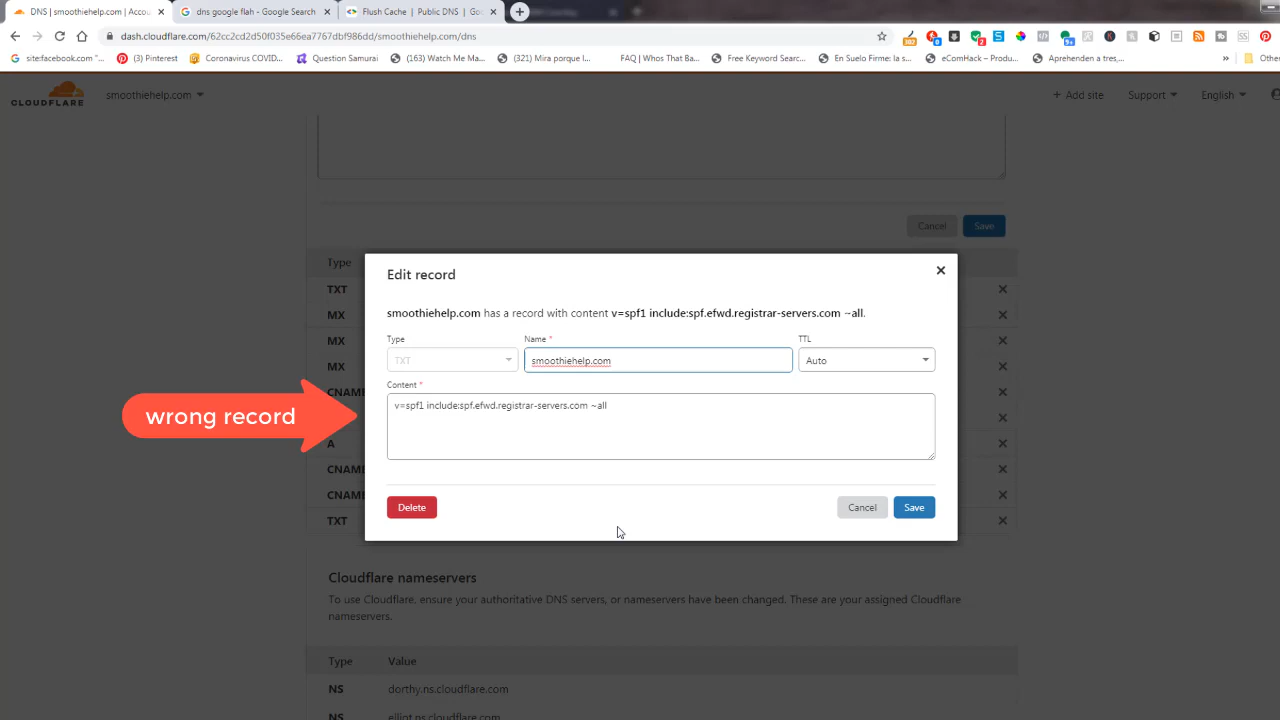 DNS | smoothiehelp.com | Accou
dns google flah - Google Search
Flush Cache | Public DNS | Goo
dash.cloudflare.com/62cc2cd2d50f035e66ea7767dbf986dd/smoothiehelp.com/dns
site:facebook.com "...
(3) Pinterest
Coronavirus COVID...
Question Samurai
(163) Watch Me Ma...
(321) Mira porque l...
FAQ | Whos That Ba...
Free Keyword Searc...
En Suelo Firme: la s...
eComHack – Produ...
Aprehenden a tres,...
»
Othe
CLOUDFLARE
smoothiehelp.com
+ Add site
Support
English
Cancel
Save
Type
TXT
MX
MX
MX
CNAME
A
CNAME
CNAME
TXT
Edit record
smoothiehelp.com has a record with content v=spf1 include:spf.efwd.registrar-servers.com ~all.
Type
Name *
TTL
TXT
smoothiehelp.com
Auto
Content *
v=spf1 include:spf.efwd.registrar-servers.com ~all
wrong record
Delete
Cancel
Save
Cloudflare nameservers
To use Cloudflare, ensure your authoritative DNS servers, or nameservers have been changed. These are your assigned Cloudflare
nameservers.
Type
Value
NS
dorthy.ns.cloudflare.com
NS
elliot.ns.cloudflare.com